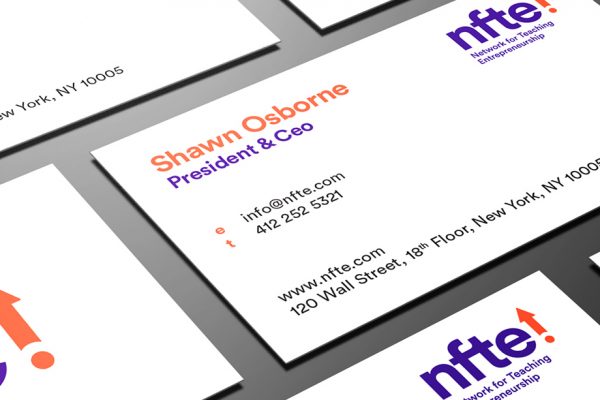 ew York, NY 10005
nfte!
Network for Teaching
Entrepreneurship
Shawn Osborne
President & Ceo
e info@nfte.com
t 412 252 5321
www.nfte.com
120 Wall Street, 18th Floor, New York, NY 10005
nfte!
Network for Teaching
Entrepreneurship